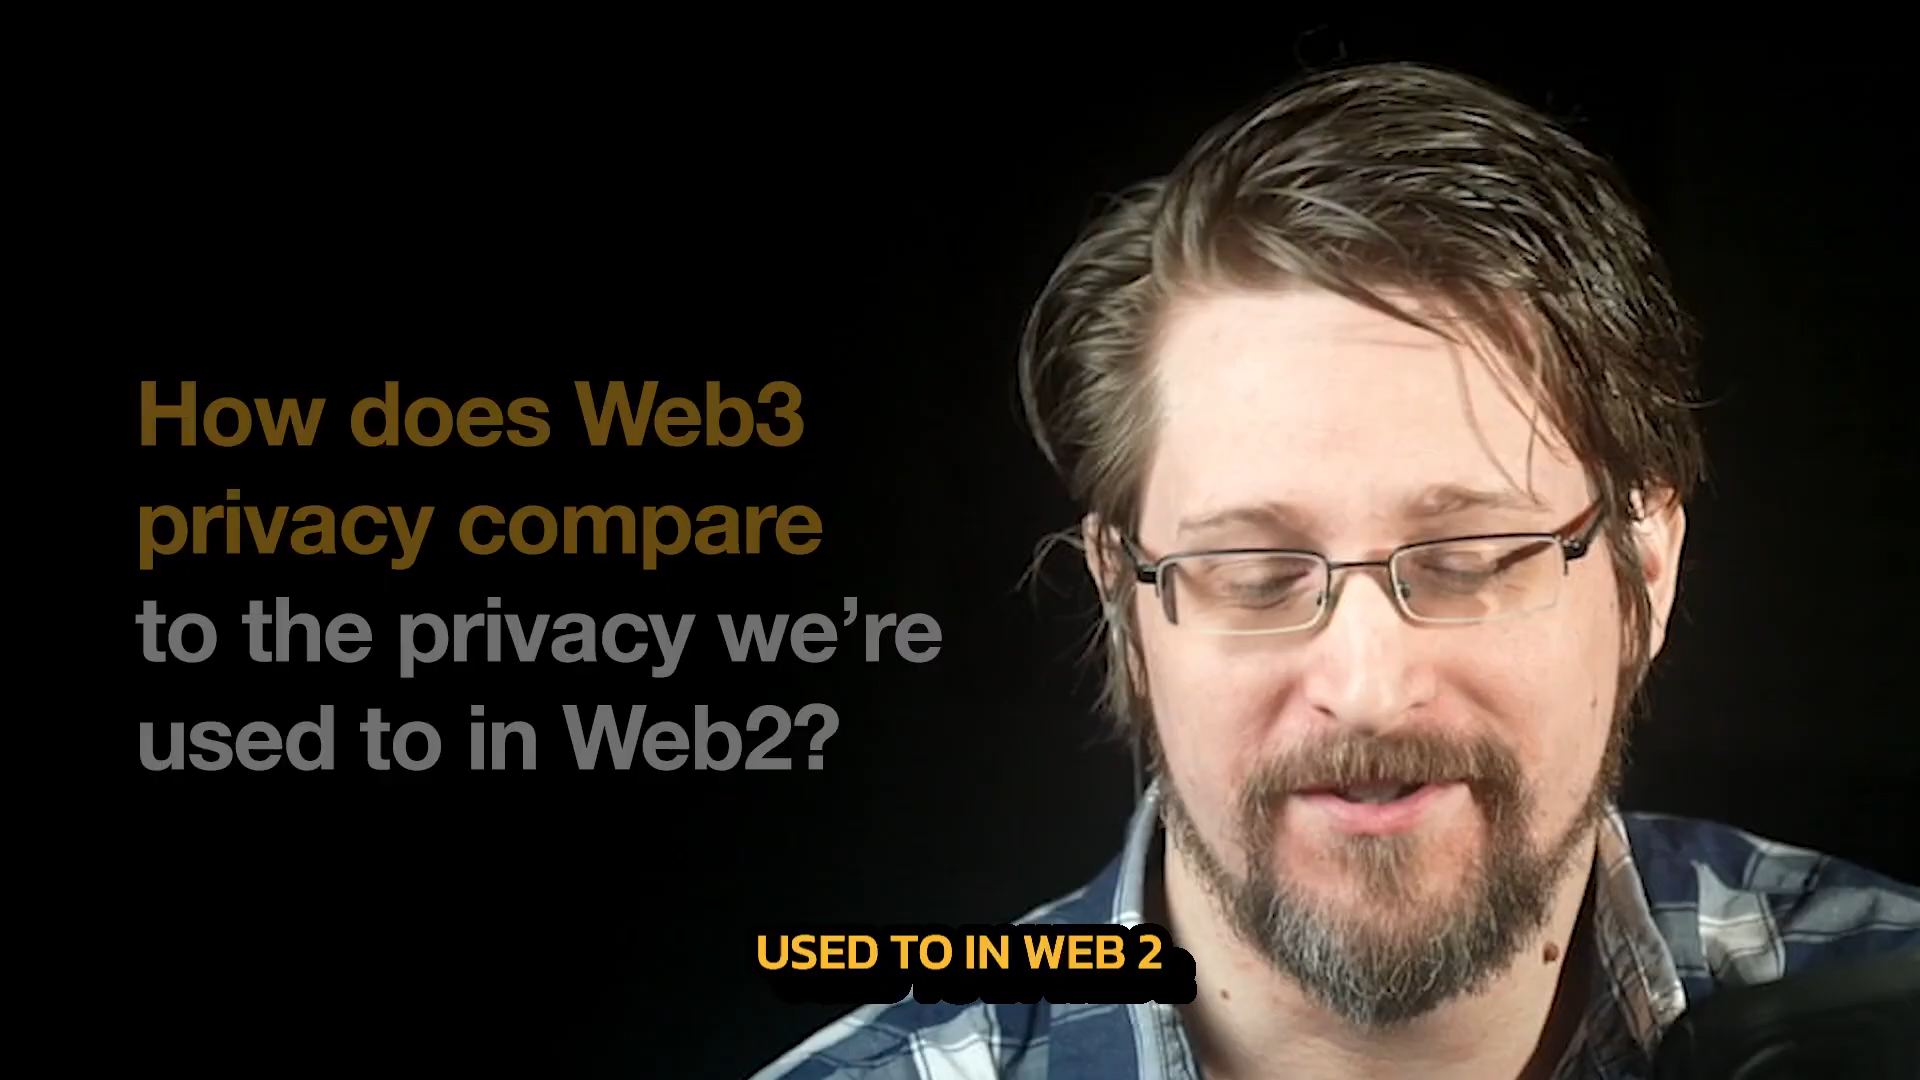 How does Web3
privacy compare
to the privacy we’re
used to in Web2?
USED TO IN WEB 2